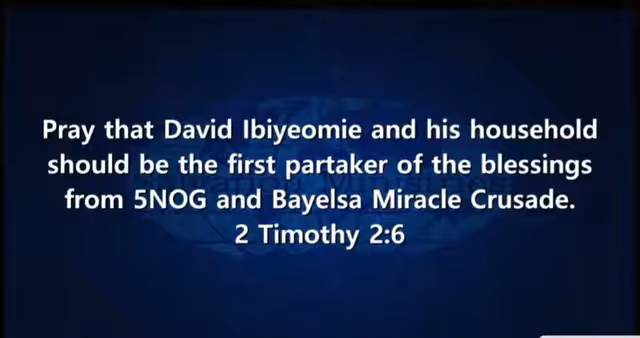 Pray that David Ibiyeomie and his household
should be the first partaker of the blessings
from 5NOG and Bayelsa Miracle Crusade.
2 Timothy 2:6